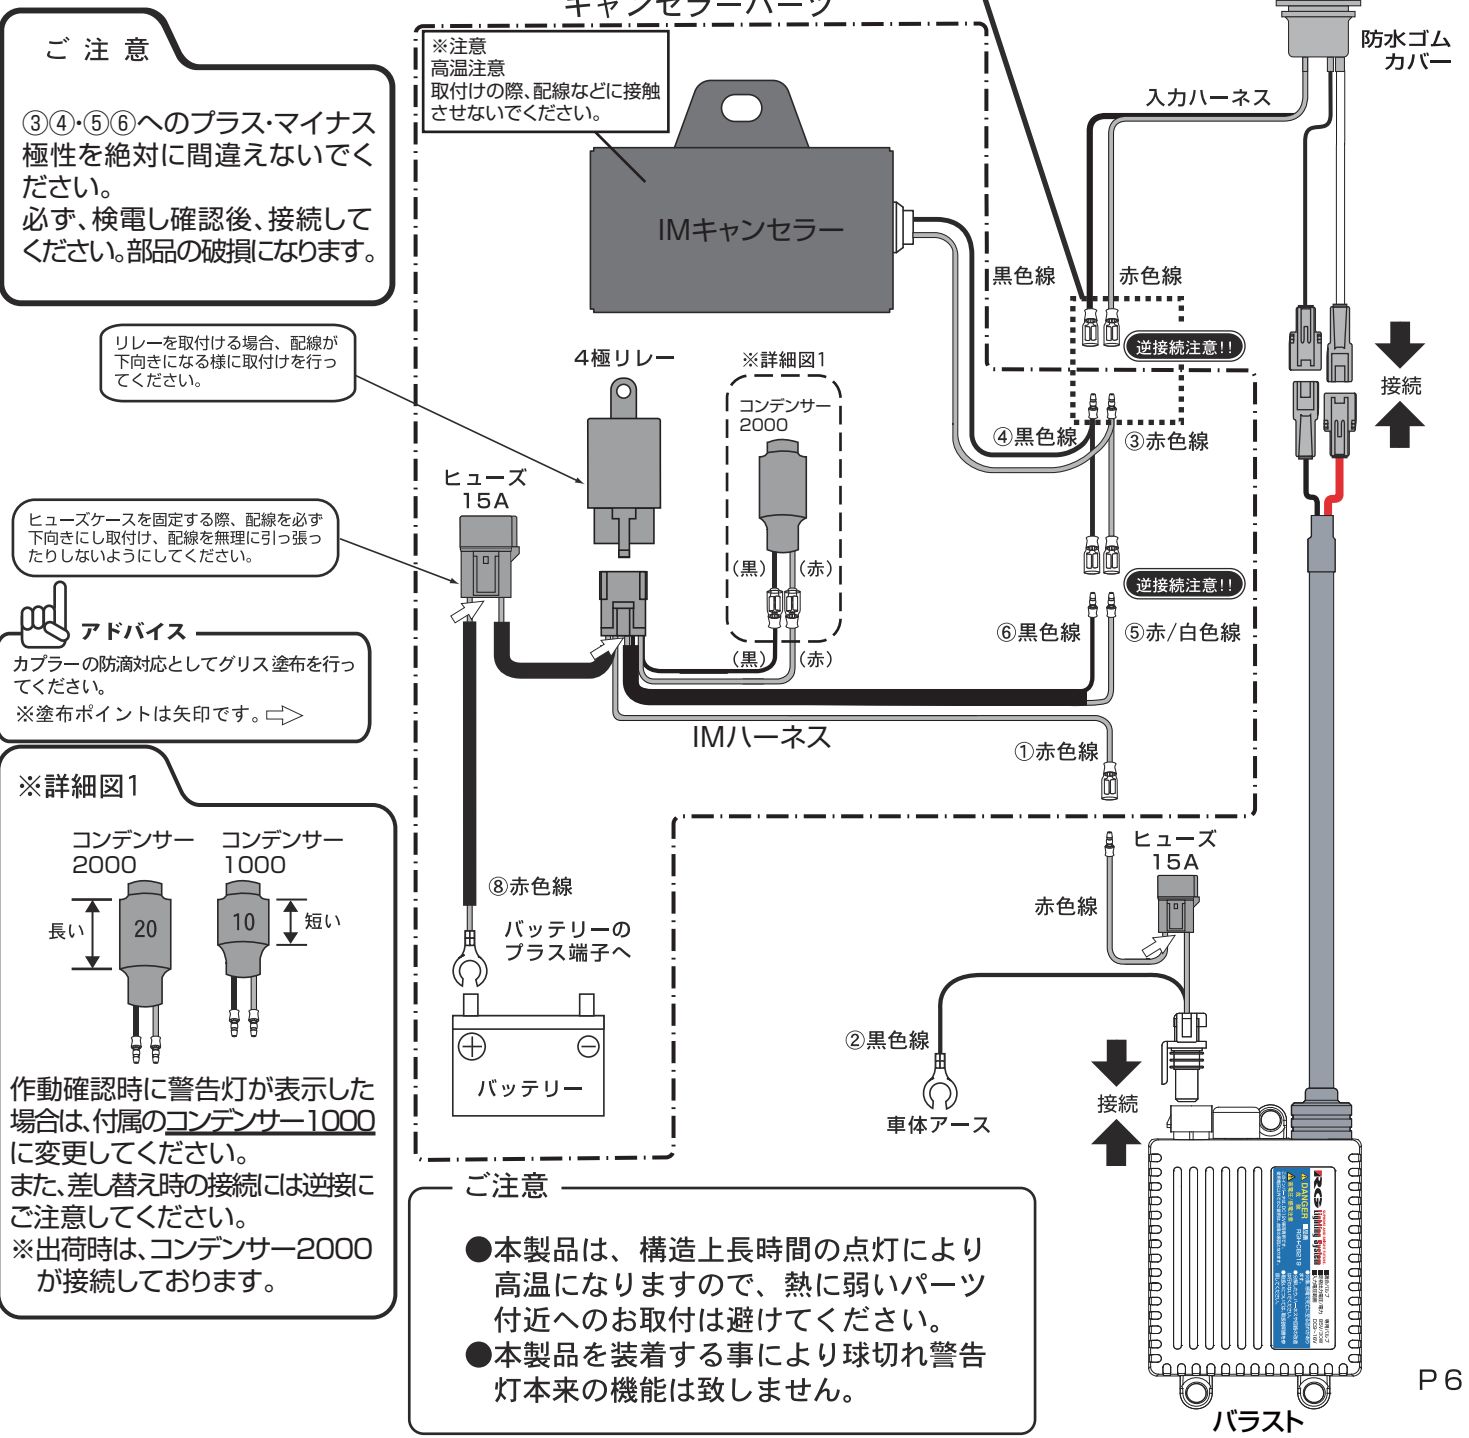 キャンセラーパーツ
ご注意
③④・⑤⑥へのプラス・マイナス
極性を絶対に間違えないでく
ださい。
必ず、検電し確認後、接続して
ください。部品の破損になります。
※注意
高温注意
取付けの際、配線などに接触
させないでください。
IMキャンセラー
防水ゴム
カバー
入力ハーネス
黒色線
赤色線
逆接続注意!!
接続
④黒色線
③赤色線
リレーを取付ける場合、配線が
下向きになる様に取付けを行っ
てください。
4極リレー
※詳細図1
コンデンサー
2000
ヒューズ
15A
ヒューズケースを固定する際、配線を必ず
下向きにし取付け、配線を無理に引っ張っ
たりしないようにしてください。
(黒)
(赤)
逆接続注意!!
⑥黒色線
⑤赤/白色線
(黒)
(赤)
アドバイス
カプラーの防滴対応としてグリス塗布を行っ
てください。
※塗布ポイントは矢印です。
IMハーネス
①赤色線
※詳細図1
コンデンサー
2000
コンデンサー
1000
長い
20
10
短い
作動確認時に警告灯が表示した
場合は、付属のコンデンサー1000
に変更してください。
また、差し替え時の接続には逆接に
ご注意してください。
※出荷時は、コンデンサー2000
が接続しております。
⑧赤色線
バッテリーの
プラス端子へ
バッテリー
ヒューズ
15A
赤色線
②黒色線
車体アース
接続
ご注意
●本製品は、構造上長時間の点灯により
高温になりますので、熱に弱いパーツ
付近へのお取付は避けてください。
●本製品を装着する事により球切れ警告
灯本来の機能は致しません。
RCS Lighting System
DANGER
バラスト
P6